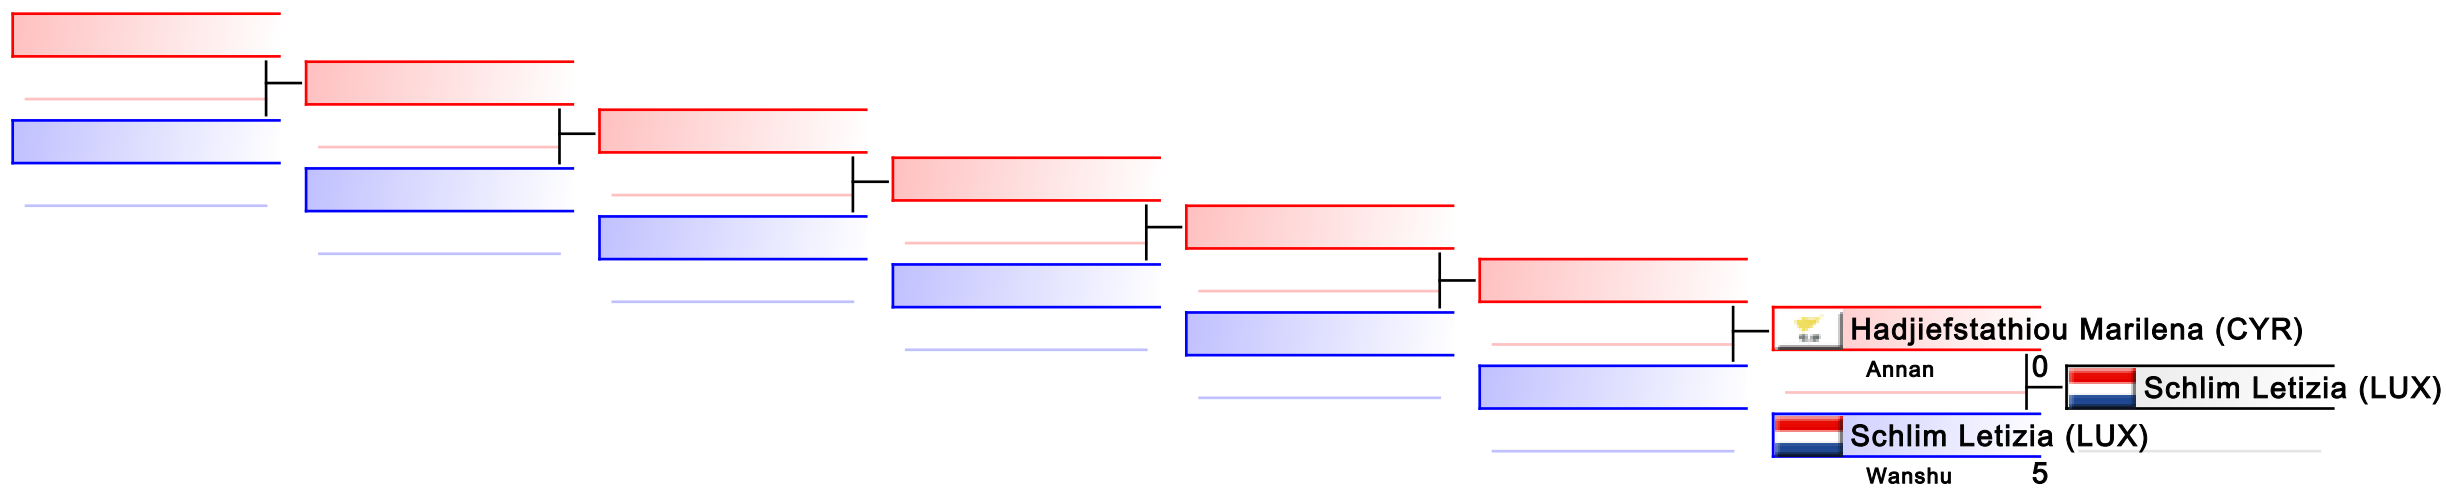 Hadjiefstathiou Marilena (CYR)
Annan
0
Schlim Letizia (LUX)
Schlim Letizia (LUX)
Wanshu
5